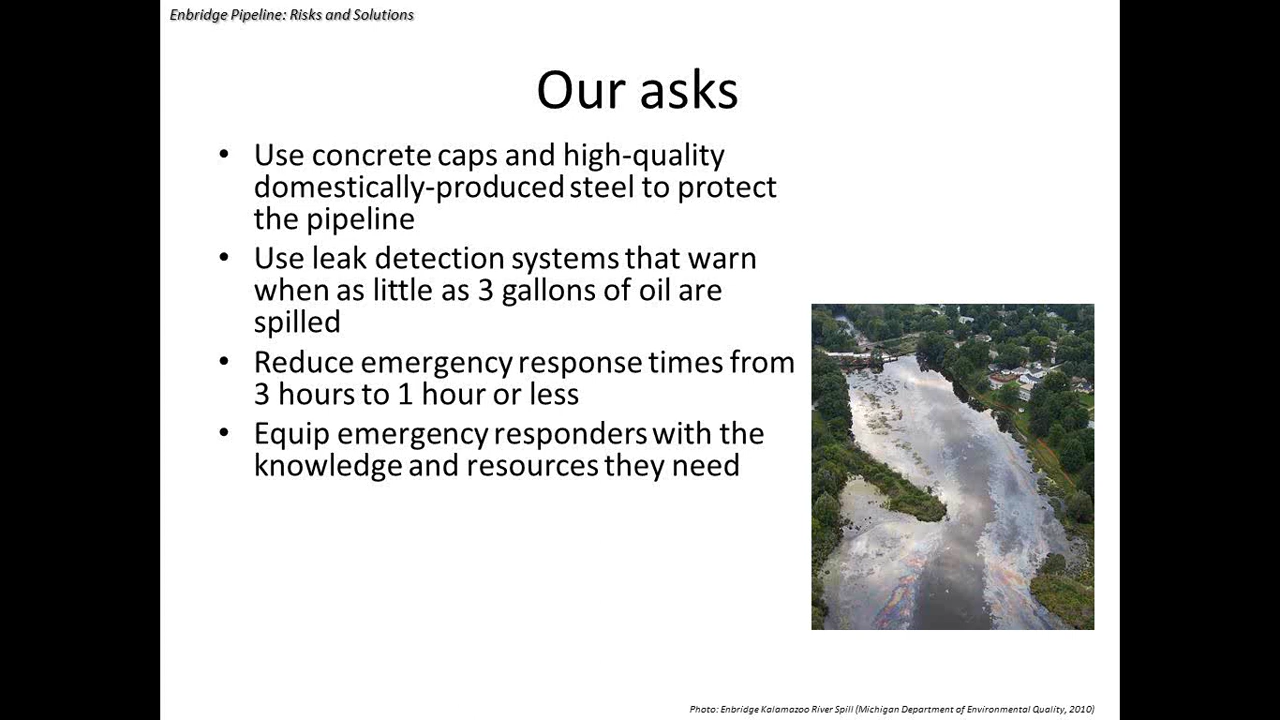 Enbridge Pipeline: Risks and Solutions
Our asks
• Use concrete caps and high-quality
domestically-produced steel to protect
the pipeline
• Use leak detection systems that warn
when as little as 3 gallons of oil are
spilled
• Reduce emergency response times from
3 hours to 1 hour or less
• Equip emergency responders with the
knowledge and resources they need
Photo: Enbridge Kalamazoo River Spill (Michigan Department of Environmental Quality, 2010)